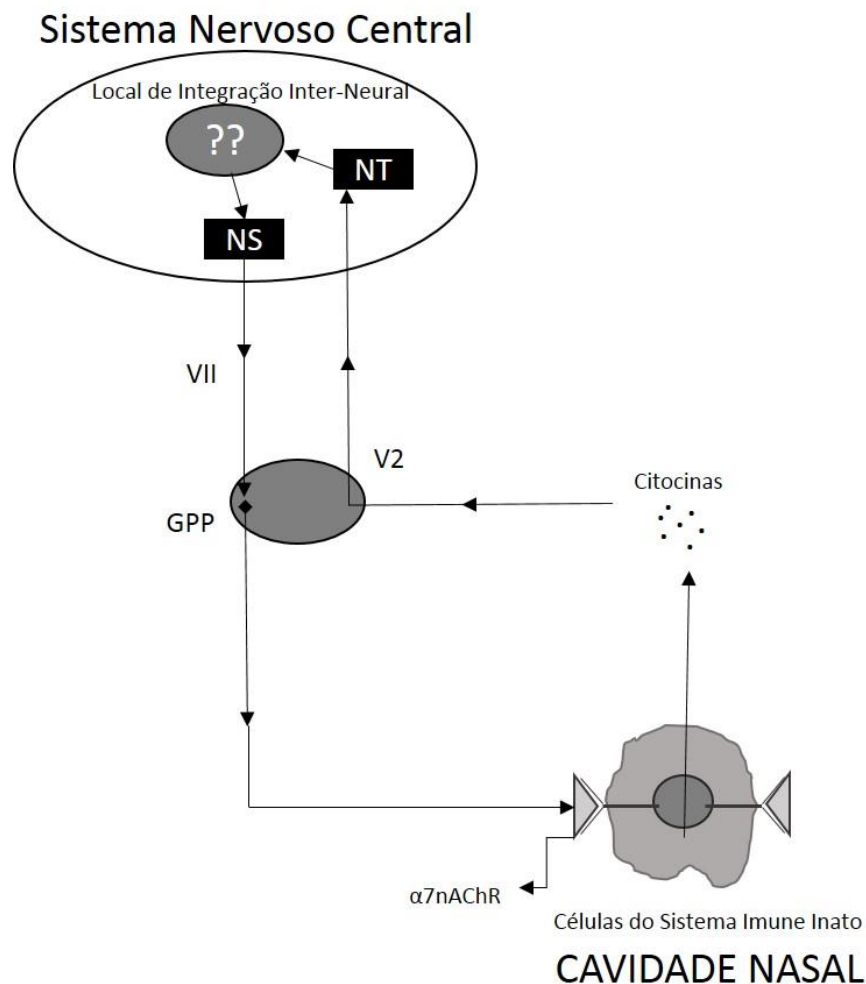 Sistema Nervoso Central
Local de Integração Inter-Neural
??
NT
NS
VII
V2
GPP
Citocinas
α7nAChR
Células do Sistema Imune Inato
CAVIDADE NASAL